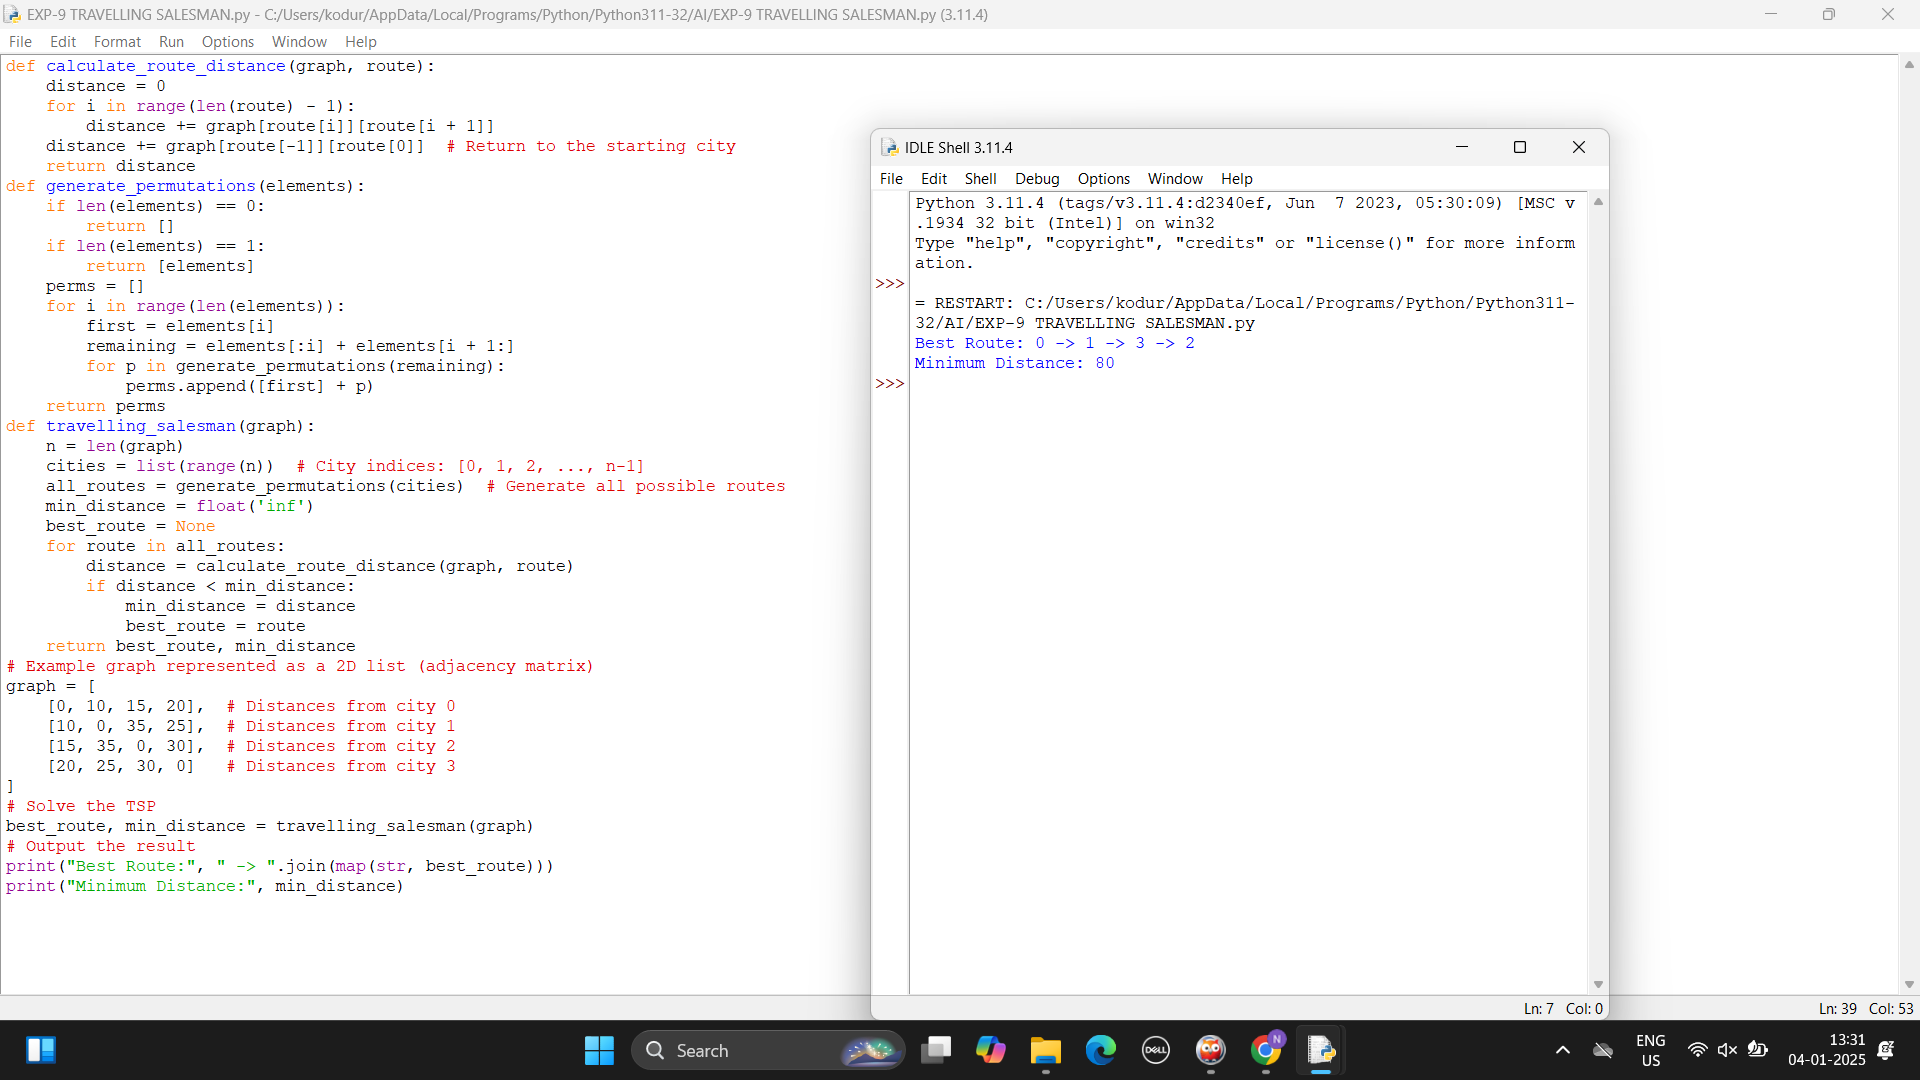 EXP-9 TRAVELLING SALESMAN.py - C:/Users/kodur/AppData/Local/Programs/Python/Python311-32/AI/EXP-9 TRAVELLING SALESMAN.py (3.11.4)
File Edit Format Run Options Window Help
def calculate_route_distance(graph, route):
    distance = 0
    for i in range(len(route) - 1):
        distance += graph[route[i]][route[i + 1]]
    distance += graph[route[-1]][route[0]]  # Return to the starting city
    return distance
def generate_permutations(elements):
    if len(elements) == 0:
        return []
    if len(elements) == 1:
        return [elements]
    perms = []
    for i in range(len(elements)):
        first = elements[i]
        remaining = elements[:i] + elements[i + 1:]
        for p in generate_permutations(remaining):
            perms.append([first] + p)
    return perms
def travelling_salesman(graph):
    n = len(graph)
    cities = list(range(n))  # City indices: [0, 1, 2, ..., n-1]
    all_routes = generate_permutations(cities)  # Generate all possible routes
    min_distance = float('inf')
    best_route = None
    for route in all_routes:
        distance = calculate_route_distance(graph, route)
        if distance < min_distance:
            min_distance = distance
            best_route = route
    return best_route, min_distance
# Example graph represented as a 2D list (adjacency matrix)
graph = [
    [0, 10, 15, 20],  # Distances from city 0
    [10, 0, 35, 25],  # Distances from city 1
    [15, 35, 0, 30],  # Distances from city 2
    [20, 25, 30, 0]   # Distances from city 3
]
# Solve the TSP
best_route, min_distance = travelling_salesman(graph)
# Output the result
print("Best Route:", " -> ".join(map(str, best_route)))
print("Minimum Distance:", min_distance)
IDLE Shell 3.11.4
File Edit Shell Debug Options Window Help
Python 3.11.4 (tags/v3.11.4:d2340ef, Jun  7 2023, 05:30:09) [MSC v
.1934 32 bit (Intel)] on win32
Type "help", "copyright", "credits" or "license()" for more inform
ation.
>>>
= RESTART: C:/Users/kodur/AppData/Local/Programs/Python/Python311-
32/AI/EXP-9 TRAVELLING SALESMAN.py
Best Route: 0 -> 1 -> 3 -> 2
Minimum Distance: 80
>>>
Ln: 7 Col: 0
Ln: 39 Col: 53
Search
DELL
N
ENG
US
13:31
04-01-2025